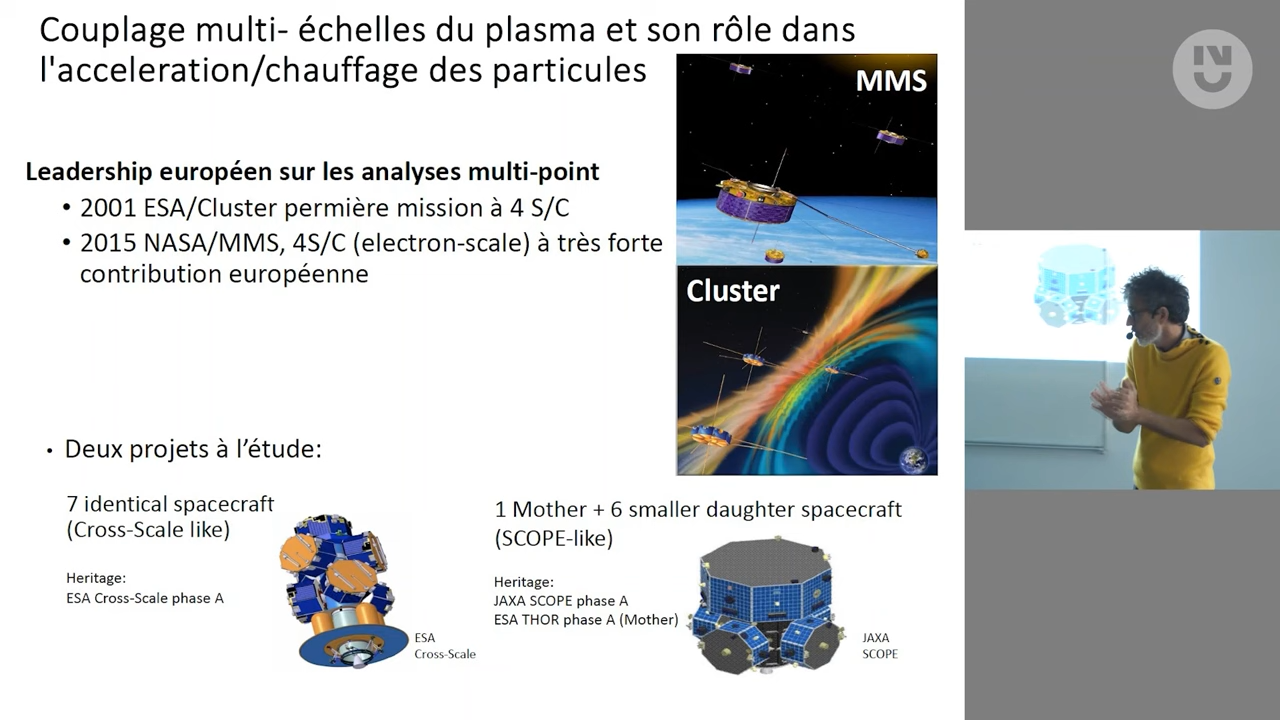 Couplage multi- échelles du plasma et son rôle dans
l'acceleration/chauffage des particules
MMS
Leadership européen sur les analyses multi-point
• 2001 ESA/Cluster permière mission à 4 S/C
• 2015 NASA/MMS, 4S/C (electron-scale) à très forte
contribution européenne
Cluster
• Deux projets à l’étude:
7 identical spacecraft
(Cross-Scale like)
Heritage:
ESA Cross-Scale phase A
ESA
Cross-Scale
1 Mother + 6 smaller daughter spacecraft
(SCOPE-like)
Heritage:
JAXA SCOPE phase A
ESA THOR phase A (Mother)
JAXA
SCOPE